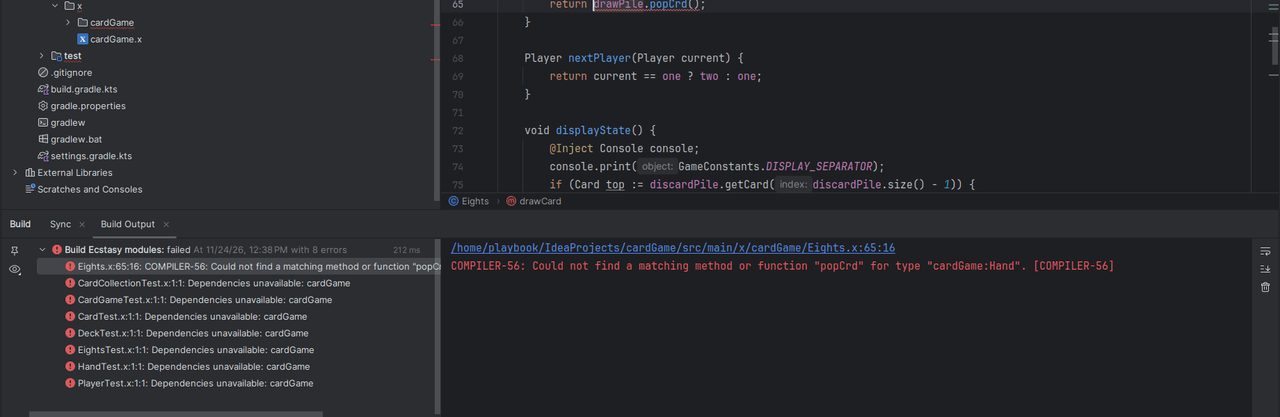 x
cardGame
cardGame.x
test
.gitignore
build.gradle.kts
gradle.properties
gradlew
gradlew.bat
settings.gradle.kts
External Libraries
Scratches and Consoles
65 return drawPile.popCrd();
66 }
67
68 Player nextPlayer(Player current) {
69 return current == one ? two : one;
70 }
71
72 void displayState() {
73 @Inject Console console;
74 console.print( object: GameConstants.DISPLAY_SEPARATOR);
75 if (Card top := discardPile.getCard( index: discardPile.size() - 1)) {
Eights > drawCard
Build Sync × Build Output ×
Build Ecstasy modules: failed At 11/24/26, 12:38 PM with 8 errors 212 ms
Eights.x:65:16: COMPILER-56: Could not find a matching method or function "popCr
CardCollectionTest.x:1:1: Dependencies unavailable: cardGame
CardGameTest.x:1:1: Dependencies unavailable: cardGame
CardTest.x:1:1: Dependencies unavailable: cardGame
DeckTest.x:1:1: Dependencies unavailable: cardGame
EightsTest.x:1:1: Dependencies unavailable: cardGame
HandTest.x:1:1: Dependencies unavailable: cardGame
PlayerTest.x:1:1: Dependencies unavailable: cardGame
/home/playbook/IdeaProjects/cardGame/src/main/x/cardGame/Eights.x:65:16
COMPILER-56: Could not find a matching method or function "popCrd" for type "cardGame:Hand". [COMPILER-56]